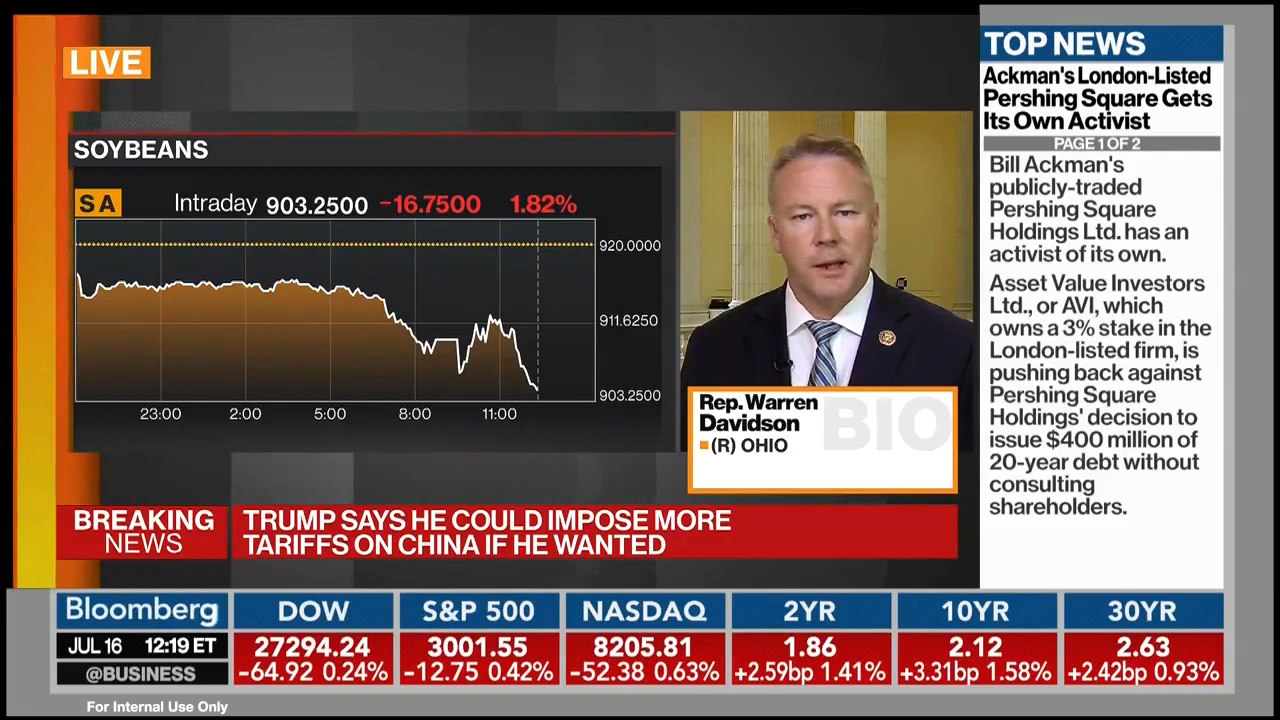 LIVE
SOYBEANS
SA Intraday 903.2500 -16.7500 1.82%
920.0000
911.6250
903.2500
23:00 2:00 5:00 8:00 11:00
Rep. Warren
Davidson
(R) OHIO
BIO
BREAKING
NEWS
TRUMP SAYS HE COULD IMPOSE MORE
TARIFFS ON CHINA IF HE WANTED
TOP NEWS
Ackman's London-Listed
Pershing Square Gets
Its Own Activist
PAGE 1 OF 2
Bill Ackman's
publicly-traded
Pershing Square
Holdings Ltd. has an
activist of its own.
Asset Value Investors
Ltd., or AVI, which
owns a 3% stake in the
London-listed firm, is
pushing back against
Pershing Square
Holdings' decision to
issue $400 million of
20-year debt without
consulting
shareholders.
Bloomberg DOW S&P 500 NASDAQ 2YR 10YR 30YR
JUL 16 12:19 ET 27294.24 3001.55 8205.81 1.86 2.12 2.63
@BUSINESS -64.92 0.24% -12.75 0.42% -52.38 0.63% +2.59bp 1.41% +3.31bp 1.58% +2.42bp 0.93%
For Internal Use Only